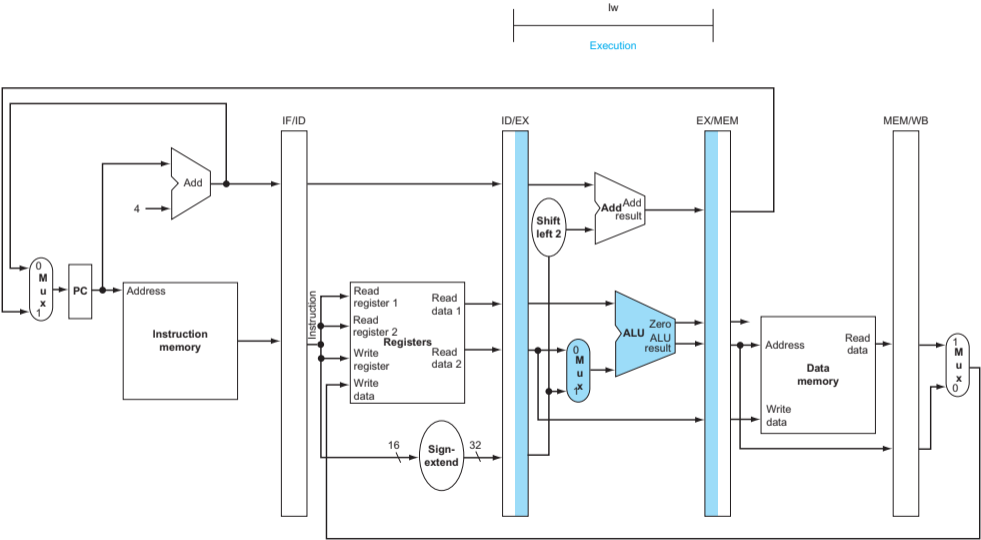 lw
Execution
IF/ID
ID/EX
EX/MEM
MEM/WB
Add
4
Shift
left 2
Add
Add
result
0
M
u
x
1
PC
Address
Instruction
memory
Instruction
Read
register 1
Read
register 2
Write
register
Write
data
Registers
Read
data 1
Read
data 2
16
Sign-
extend
32
0
M
u
x
1
ALU
Zero
ALU
result
Address
Read
data
Data
memory
Write
data
1
M
u
x
0